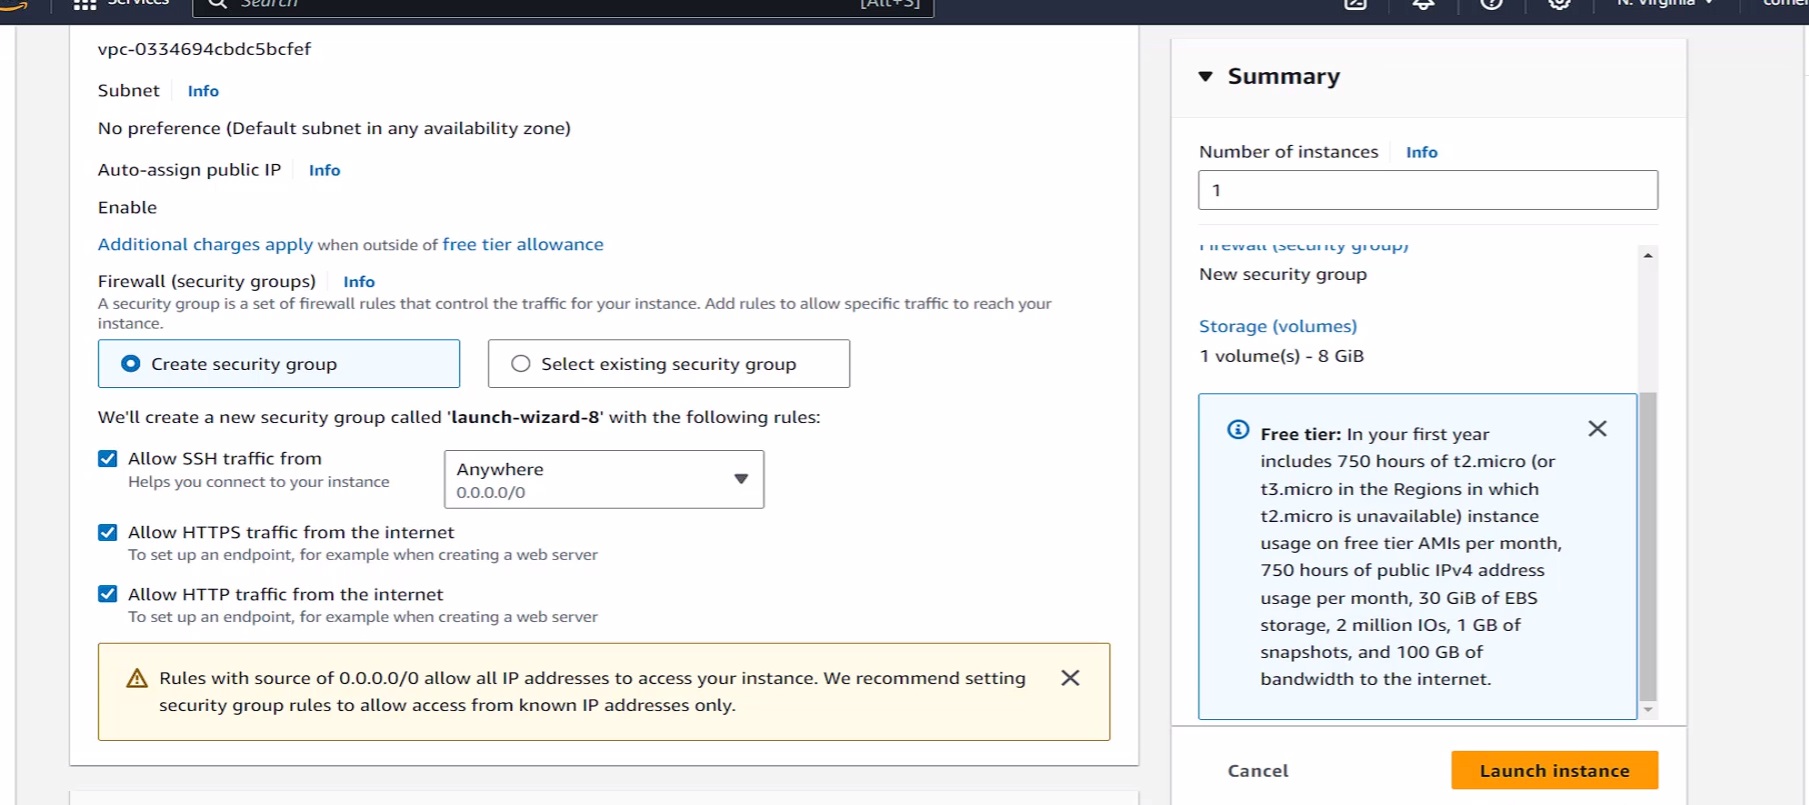 Services
Search
[Alt+S]
N. Virginia
vpc-0334694cbdc5bcfef
Subnet Info
No preference (Default subnet in any availability zone)
Auto-assign public IP Info
Enable
Additional charges apply when outside of free tier allowance
Firewall (security groups) Info
A security group is a set of firewall rules that control the traffic for your instance. Add rules to allow specific traffic to reach your
instance.
Create security group
Select existing security group
We'll create a new security group called 'launch-wizard-8' with the following rules:
Allow SSH traffic from
Helps you connect to your instance
Anywhere
0.0.0.0/0
Allow HTTPS traffic from the internet
To set up an endpoint, for example when creating a web server
Allow HTTP traffic from the internet
To set up an endpoint, for example when creating a web server
Rules with source of 0.0.0.0/0 allow all IP addresses to access your instance. We recommend setting
security group rules to allow access from known IP addresses only.
Summary
Number of instances Info
1
Firewall (security group)
New security group
Storage (volumes)
1 volume(s) - 8 GiB
Free tier: In your first year
includes 750 hours of t2.micro (or
t3.micro in the Regions in which
t2.micro is unavailable) instance
usage on free tier AMIs per month,
750 hours of public IPv4 address
usage per month, 30 GiB of EBS
storage, 2 million IOs, 1 GB of
snapshots, and 100 GB of
bandwidth to the internet.
Cancel
Launch instance